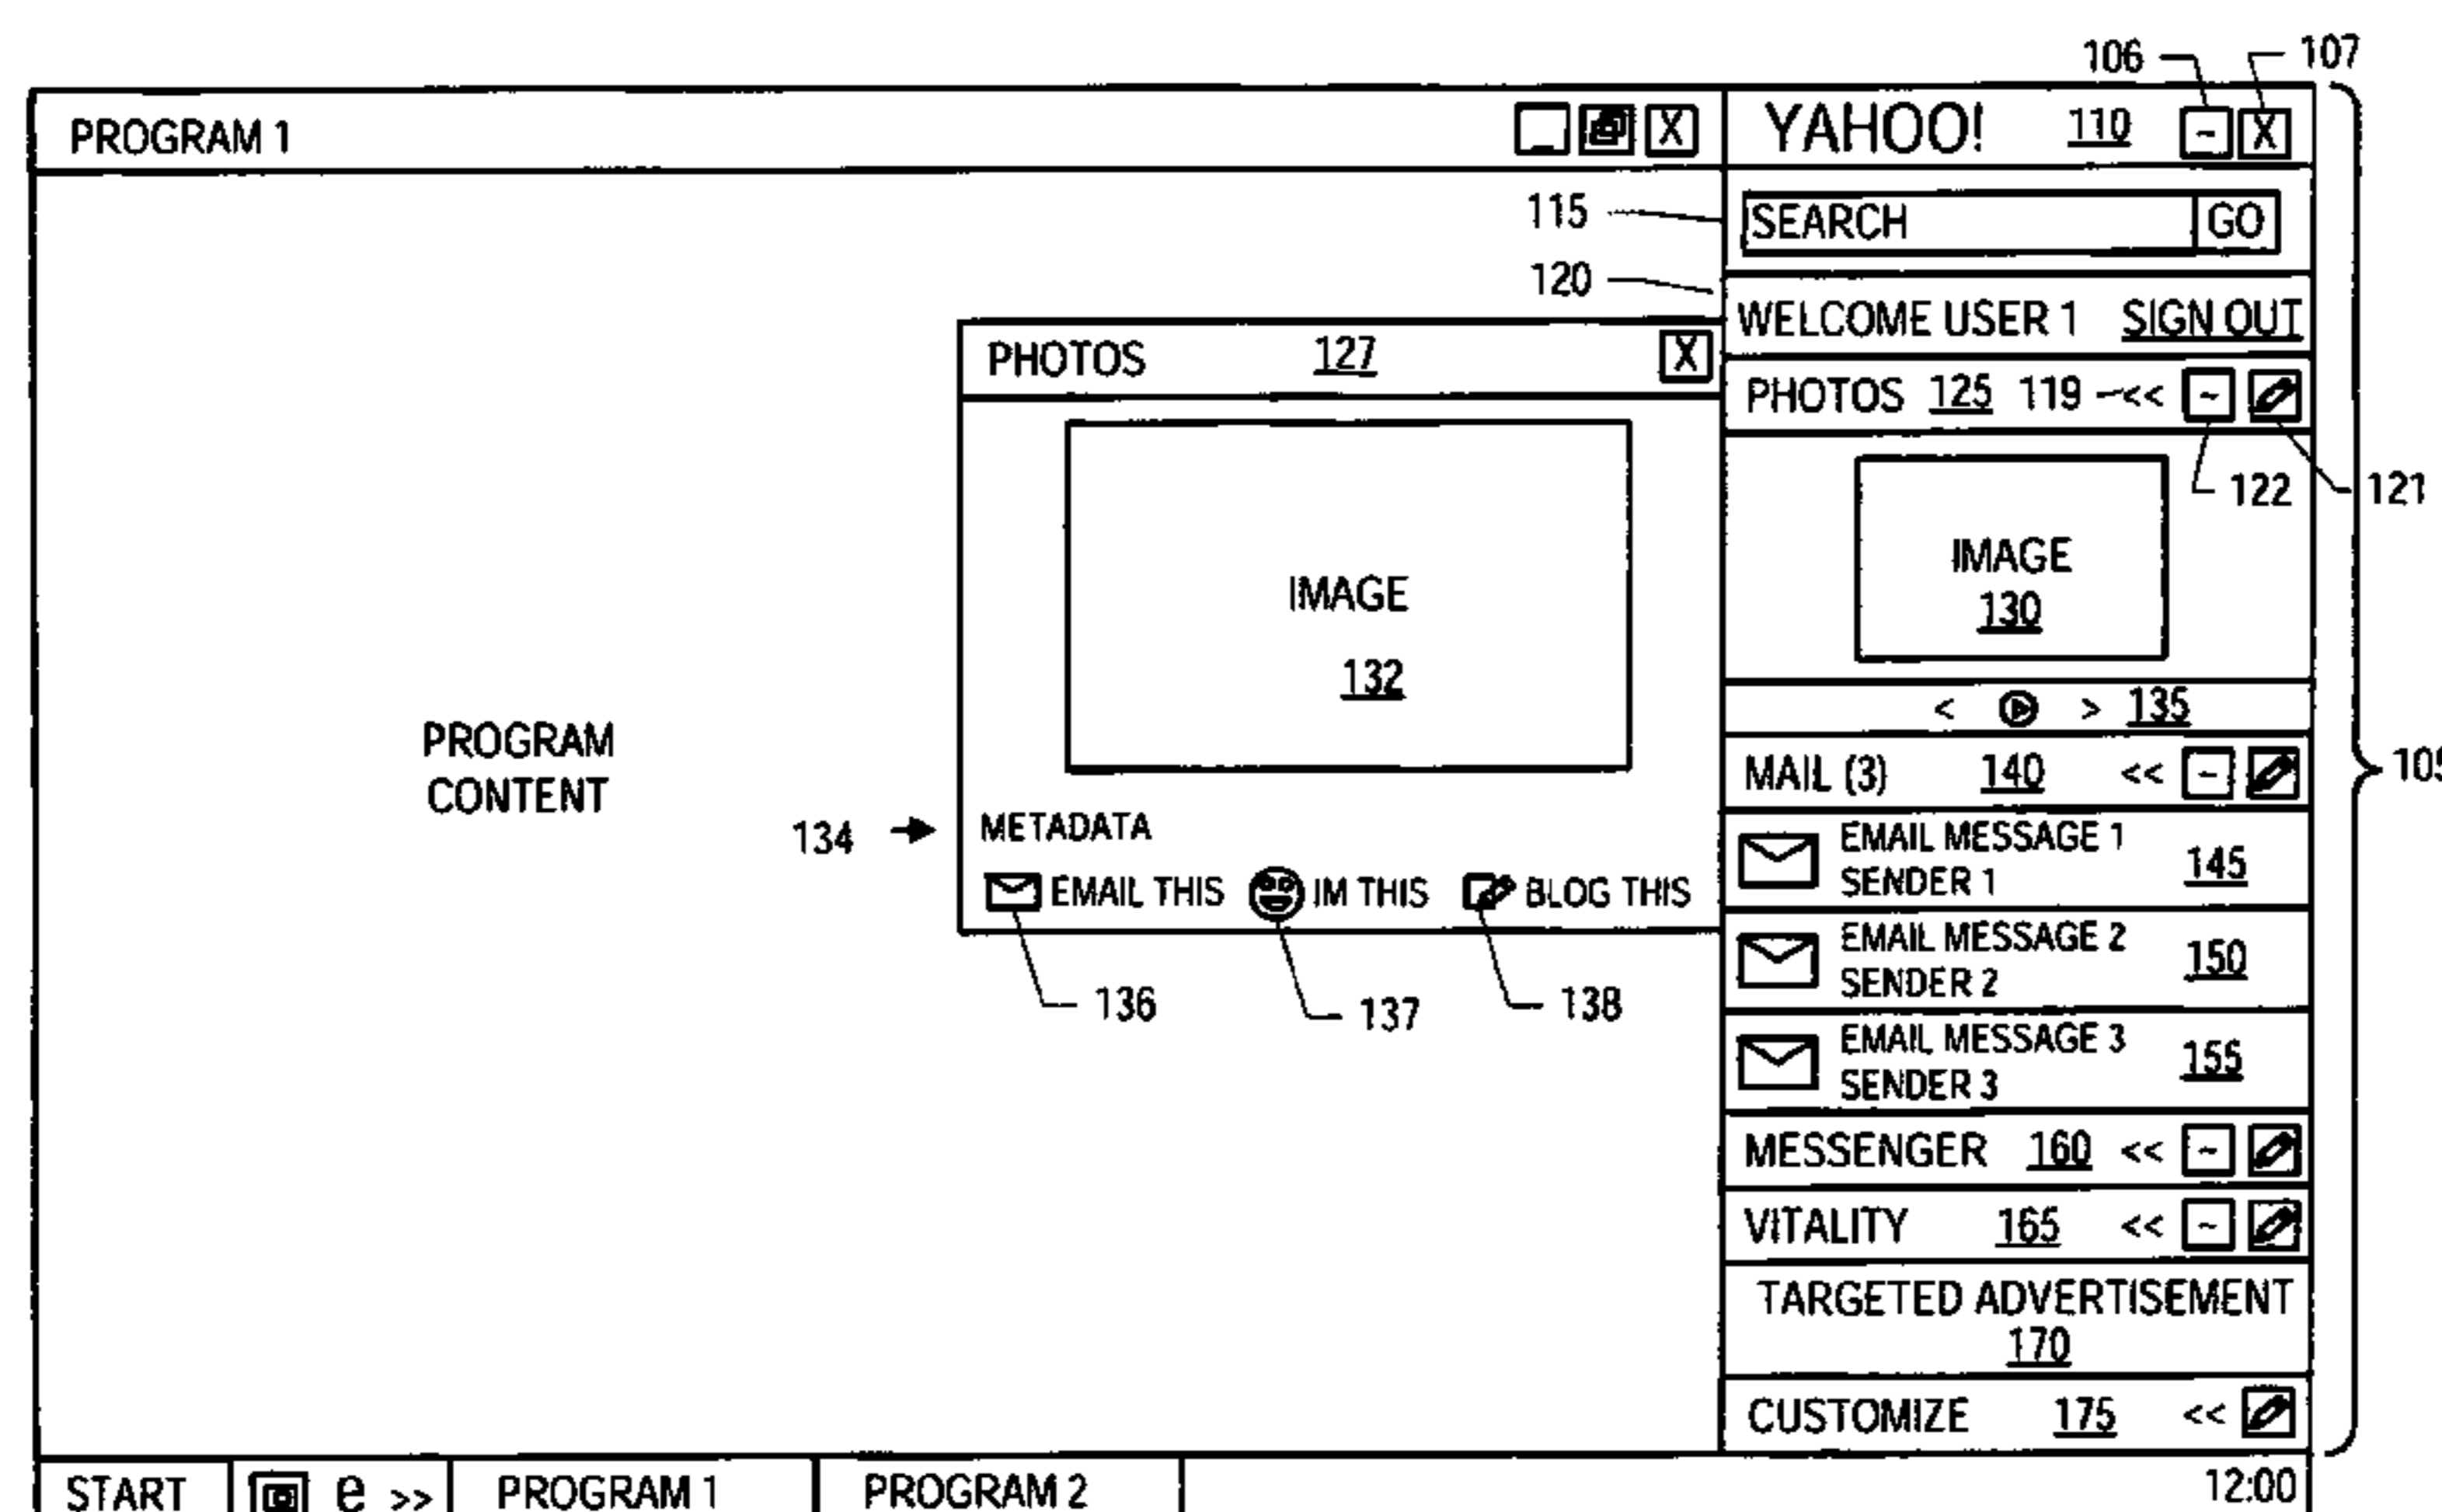 106 107
PROGRAM 1 _ X YAHOO! 110 - X
115 SEARCH GO
120 WELCOME USER 1 SIGN OUT
PHOTOS 127 X
PHOTOS 125 119 << -
122 121
IMAGE
132
IMAGE
130
< > 135
PROGRAM
CONTENT
MAIL (3) 140 << -
105
134 METADATA
EMAIL THIS IM THIS BLOG THIS
136 137 138
EMAIL MESSAGE 1
SENDER 1 145
EMAIL MESSAGE 2
SENDER 2 150
EMAIL MESSAGE 3
SENDER 3 155
MESSENGER 160 << -
VITALITY 165 << -
TARGETED ADVERTISEMENT
170
CUSTOMIZE 175 <<
START e >> PROGRAM 1 PROGRAM 2 12:00